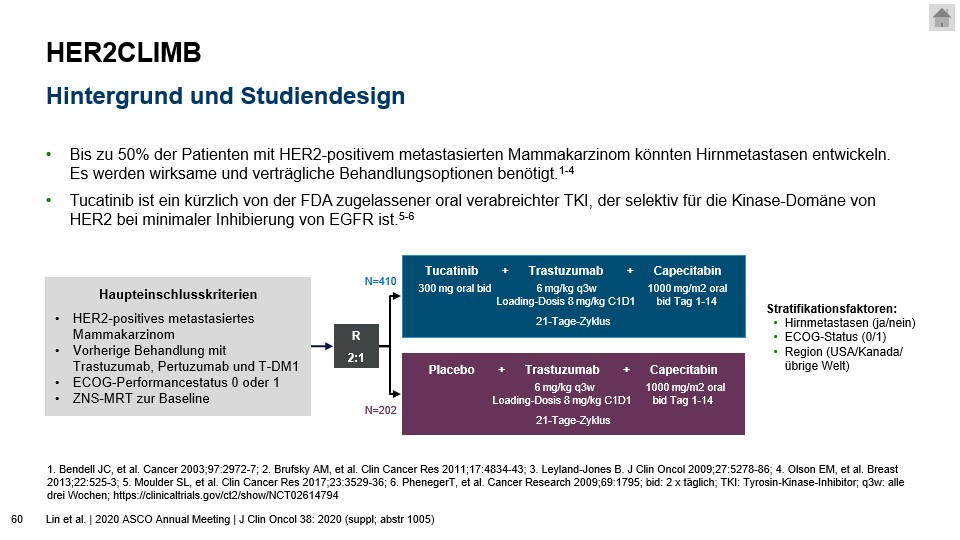 HER2CLIMB
Hintergrund und Studiendesign
• Bis zu 50% der Patienten mit HER2-positivem metastasierten Mammakarzinom könnten Hirnmetastasen entwickeln.
Es werden wirksame und verträgliche Behandlungsoptionen benötigt.1-4
• Tucatinib ist ein kürzlich von der FDA zugelassener oral verabreichter TKI, der selektiv für die Kinase-Domäne von
HER2 bei minimaler Inhibierung von EGFR ist.5-6
Haupteinschlusskriterien
• HER2-positives metastasiertes
Mammakarzinom
• Vorherige Behandlung mit
Trastuzumab, Pertuzumab und T-DM1
• ECOG-Performancestatus 0 oder 1
• ZNS-MRT zur Baseline
R
2:1
N=410
Tucatinib + Trastuzumab + Capecitabin
300 mg oral bid 6 mg/kg q3w 1000 mg/m2 oral
Loading-Dosis 8 mg/kg C1D1 bid Tag 1-14
21-Tage-Zyklus
Placebo + Trastuzumab + Capecitabin
6 mg/kg q3w 1000 mg/m2 oral
Loading-Dosis 8 mg/kg C1D1 bid Tag 1-14
21-Tage-Zyklus
N=202
Stratifikationsfaktoren:
• Hirnmetastasen (ja/nein)
• ECOG-Status (0/1)
• Region (USA/Kanada/
übrige Welt)
1. Bendell JC, et al. Cancer 2003;97:2972-7; 2. Brufsky AM, et al. Clin Cancer Res 2011;17:4834-43; 3. Leyland-Jones B. J Clin Oncol 2009;27:5278-86; 4. Olson EM, et al. Breast
2013;22:525-3; 5. Moulder SL, et al. Clin Cancer Res 2017;23:3529-36; 6. PhenegerT, et al. Cancer Research 2009;69:1795; bid: 2 x täglich; TKI: Tyrosin-Kinase-Inhibitor; q3w: alle
drei Wochen; https://clinicaltrials.gov/ct2/show/NCT02614794
60 Lin et al. | 2020 ASCO Annual Meeting | J Clin Oncol 38: 2020 (suppl; abstr 1005)